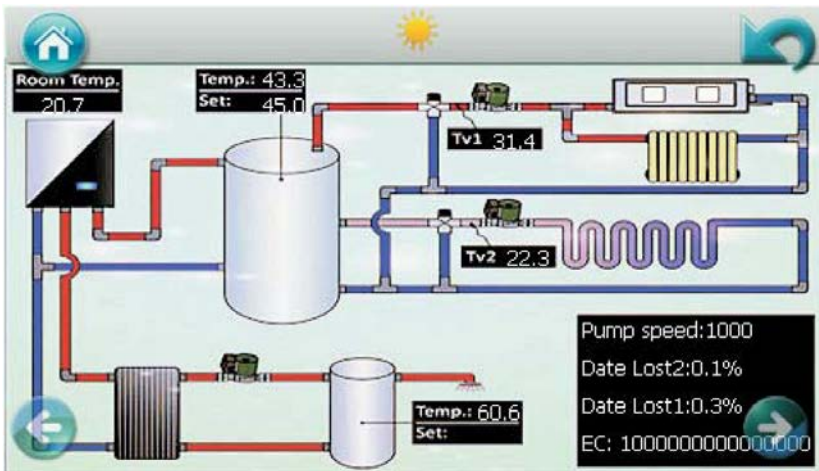 Room Temp.
20.7
Temp.: 43.3
Set: 45.0
Tv1 31.4
Tv2 22.3
Temp.: 60.6
Set:
Pump speed:1000
Date Lost2:0.1%
Date Lost1:0.3%
EC: 1000000000000000